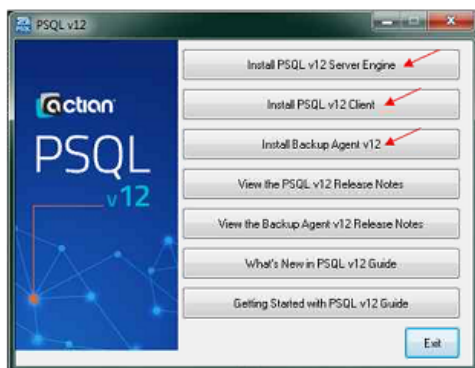 PSQL v12
Install PSQL v12 Server Engine
Install PSQL v12 Client
Install Backup Agent v12
View the PSQL v12 Release Notes
View the Backup Agent v12 Release Notes
What's New in PSQL v12 Guide
Getting Started with PSQL v12 Guide
Exit
actian
PSQL
v12